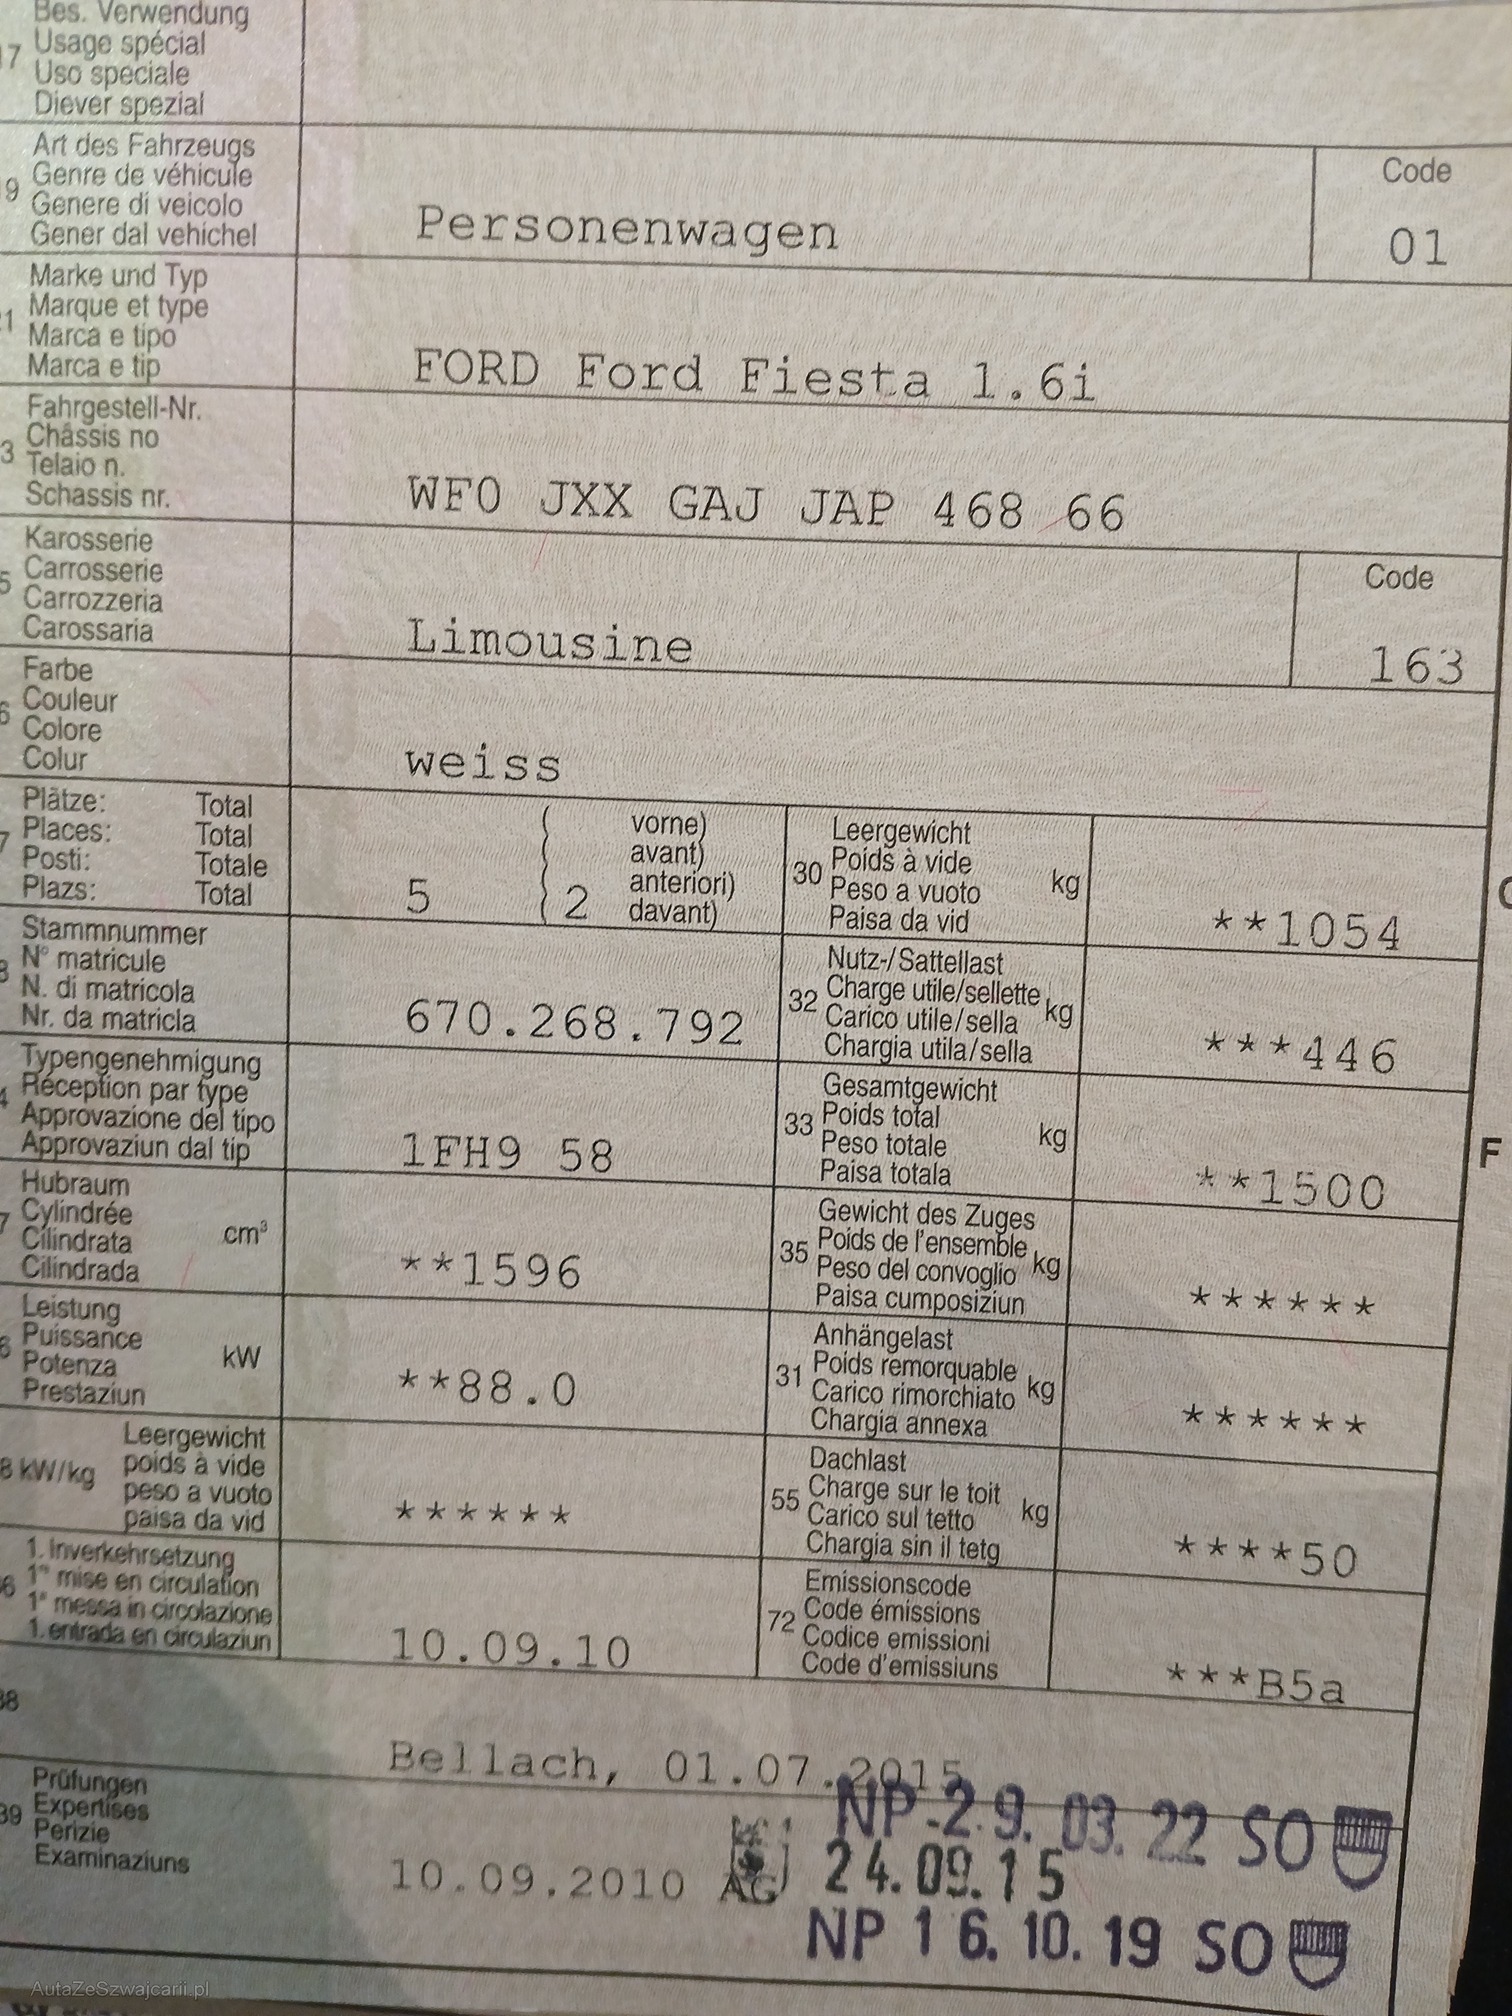 Bes. Verwendung
17 Usage spécial
Uso speciale
Diever spezial
Art des Fahrzeugs
Genre de véhicule
Genere di veicolo
Gener dal vehichel
9
Personenwagen
Code
01
Marke und Typ
Marque et type
Marca e tipo
Marca e tip
21
FORD Ford Fiesta 1.6i
Fahrgestell-Nr.
Châssis no
Telaio n.
Schassis nr.
3
WF0 JXX GAJ JAP 468 66
Karosserie
Carrosserie
Carrozzeria
Carossaria
5
Limousine
Code
163
Farbe
Couleur
Colore
Colur
6
weiss
Plätze: Total
Places: Total
Posti: Totale
Plazs: Total
7
5
2
vorne)
avant)
anteriori)
davant)
30
Leergewicht
Poids à vide
Peso a vuoto
Paisa da vid
kg
**1054
Stammnummer
N° matricule
N. di matricola
Nr. da matricla
8
670.268.792
32
Nutz-/Sattellast
Charge utile/sellette
Carico utile/sella
Chargia utila/sella
kg
***446
Typengenehmigung
Réception par type
Approvazione del tipo
Approvaziun dal tip
4
1FH9 58
33
Gesamtgewicht
Poids total
Peso totale
Paisa totala
kg
**1500
F
Hubraum
Cylindrée
Cilindrata
Cilindrada
7
cm³
**1596
35
Gewicht des Zuges
Poids de l'ensemble
Peso del convoglio
Paisa cumposiziun
kg
******
Leistung
Puissance
Potenza
Prestaziun
6
kW
**88.0
31
Anhängelast
Poids remorquable
Carico rimorchiato
Chargia annexa
kg
******
8 kW/kg
Leergewicht
poids à vide
peso a vuoto
paisa da vid
******
55
Dachlast
Charge sur le toit
Carico sul tetto
Chargia sin il tetg
kg
****50
1. Inverkehrsetzung
1re mise en circulation
1a messa in circolazione
1. entrada en circulaziun
36
10.09.10
72
Emissionscode
Code émissions
Codice emissioni
Code d'emissiuns
***B5a
38
Bellach, 01.07.2015
Prüfungen
Expertises
Perizie
Examinaziuns
39
NP 29. 03. 22 SO
10.09.2010 AG 24.09.15
NP 16. 10. 19 SO
AutaZeSzwajcarii.pl